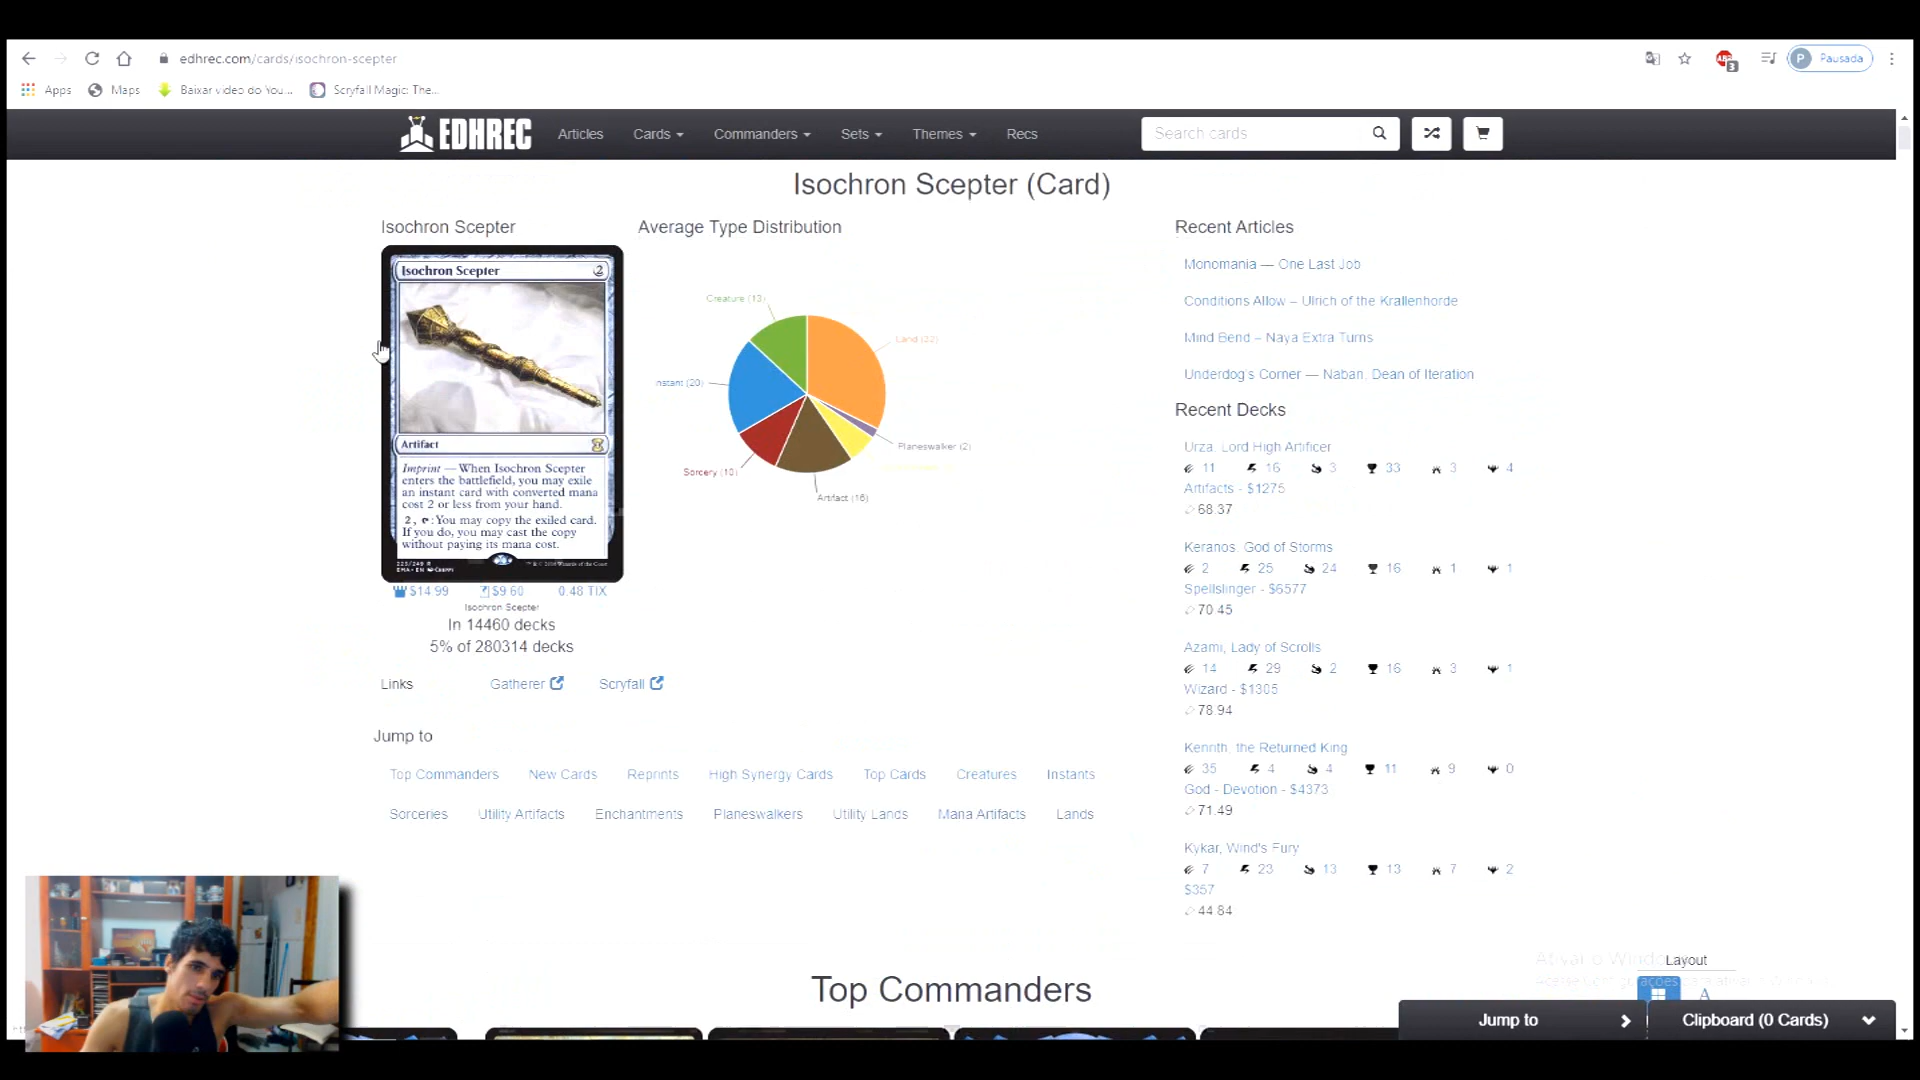 edhrec.com/cards/isochron-scepter
P Pausada
Apps Maps Baixar video do You... Scryfall Magic: The...
EDHREC Articles Cards Commanders Sets Themes Recs Search cards
Isochron Scepter (Card)
Isochron Scepter
Isochron Scepter 2
Artifact
Imprint — When Isochron Scepter
enters the battlefield, you may exile
an instant card with converted mana
cost 2 or less from your hand.
2, : You may copy the exiled card.
If you do, you may cast the copy
without paying its mana cost.
$14.99 $9.60 0.48 TIX
Isochron Scepter
In 14460 decks
5% of 280314 decks
Links Gatherer Scryfall
Average Type Distribution
Creature (13)
Land (32)
Instant (20)
Planeswalker (2)
Sorcery (10)
Artifact (16)
Jump to
Top Commanders New Cards Reprints High Synergy Cards Top Cards Creatures Instants
Sorceries Utility Artifacts Enchantments Planeswalkers Utility Lands Mana Artifacts Lands
Recent Articles
Monomania — One Last Job
Conditions Allow – Ulrich of the Krallenhorde
Mind Bend – Naya Extra Turns
Underdog's Corner — Naban, Dean of Iteration
Recent Decks
Urza, Lord High Artificer
11 16 3 33 3 4
Artifacts - $1275
68.37
Keranos, God of Storms
2 25 24 16 1 1
Spellslinger - $6577
70.45
Azami, Lady of Scrolls
14 29 2 16 3 1
Wizard - $1305
78.94
Kenrith, the Returned King
35 4 4 11 9 0
God - Devotion - $4373
71.49
Kykar, Wind's Fury
7 23 13 13 7 2
$357
44.84
Top Commanders
Layout
A
Jump to
Clipboard (0 Cards)